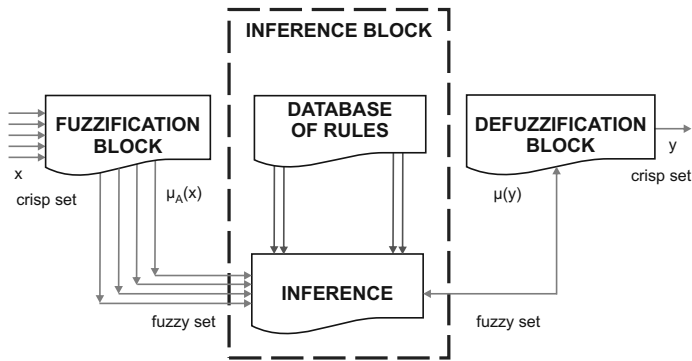 INFERENCE BLOCK
FUZZIFICATION
BLOCK
DATABASE
OF RULES
DEFUZZIFICATION
BLOCK
x
crisp set
μA(x)
μ(y)
y
crisp set
INFERENCE
fuzzy set
fuzzy set